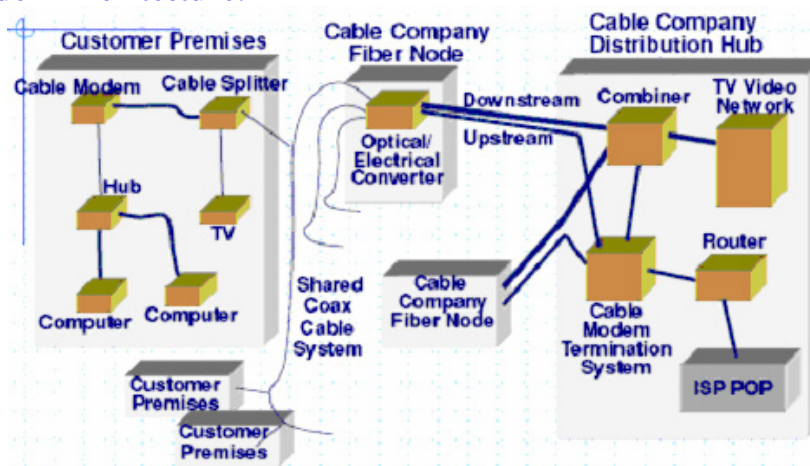 Customer Premises
Cable Modem
Cable Splitter
Hub
TV
Computer
Computer
Cable Company
Fiber Node
Optical/
Electrical
Converter
Downstream
Upstream
Shared
Coax
Cable
System
Customer
Premises
Customer
Premises
Cable
Company
Fiber Node
Cable Company
Distribution Hub
Combiner
TV Video
Network
Router
Cable
Modem
Termination
System
ISP POP